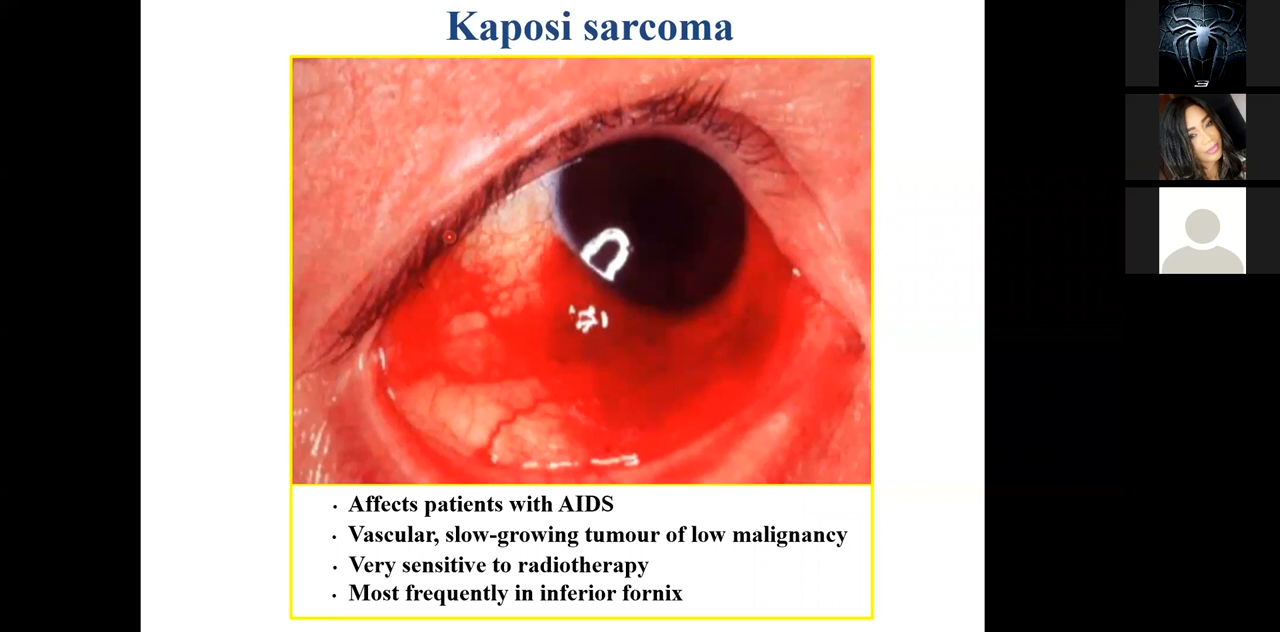 Kaposi sarcoma
· Affects patients with AIDS
· Vascular, slow-growing tumour of low malignancy
· Very sensitive to radiotherapy
· Most frequently in inferior fornix